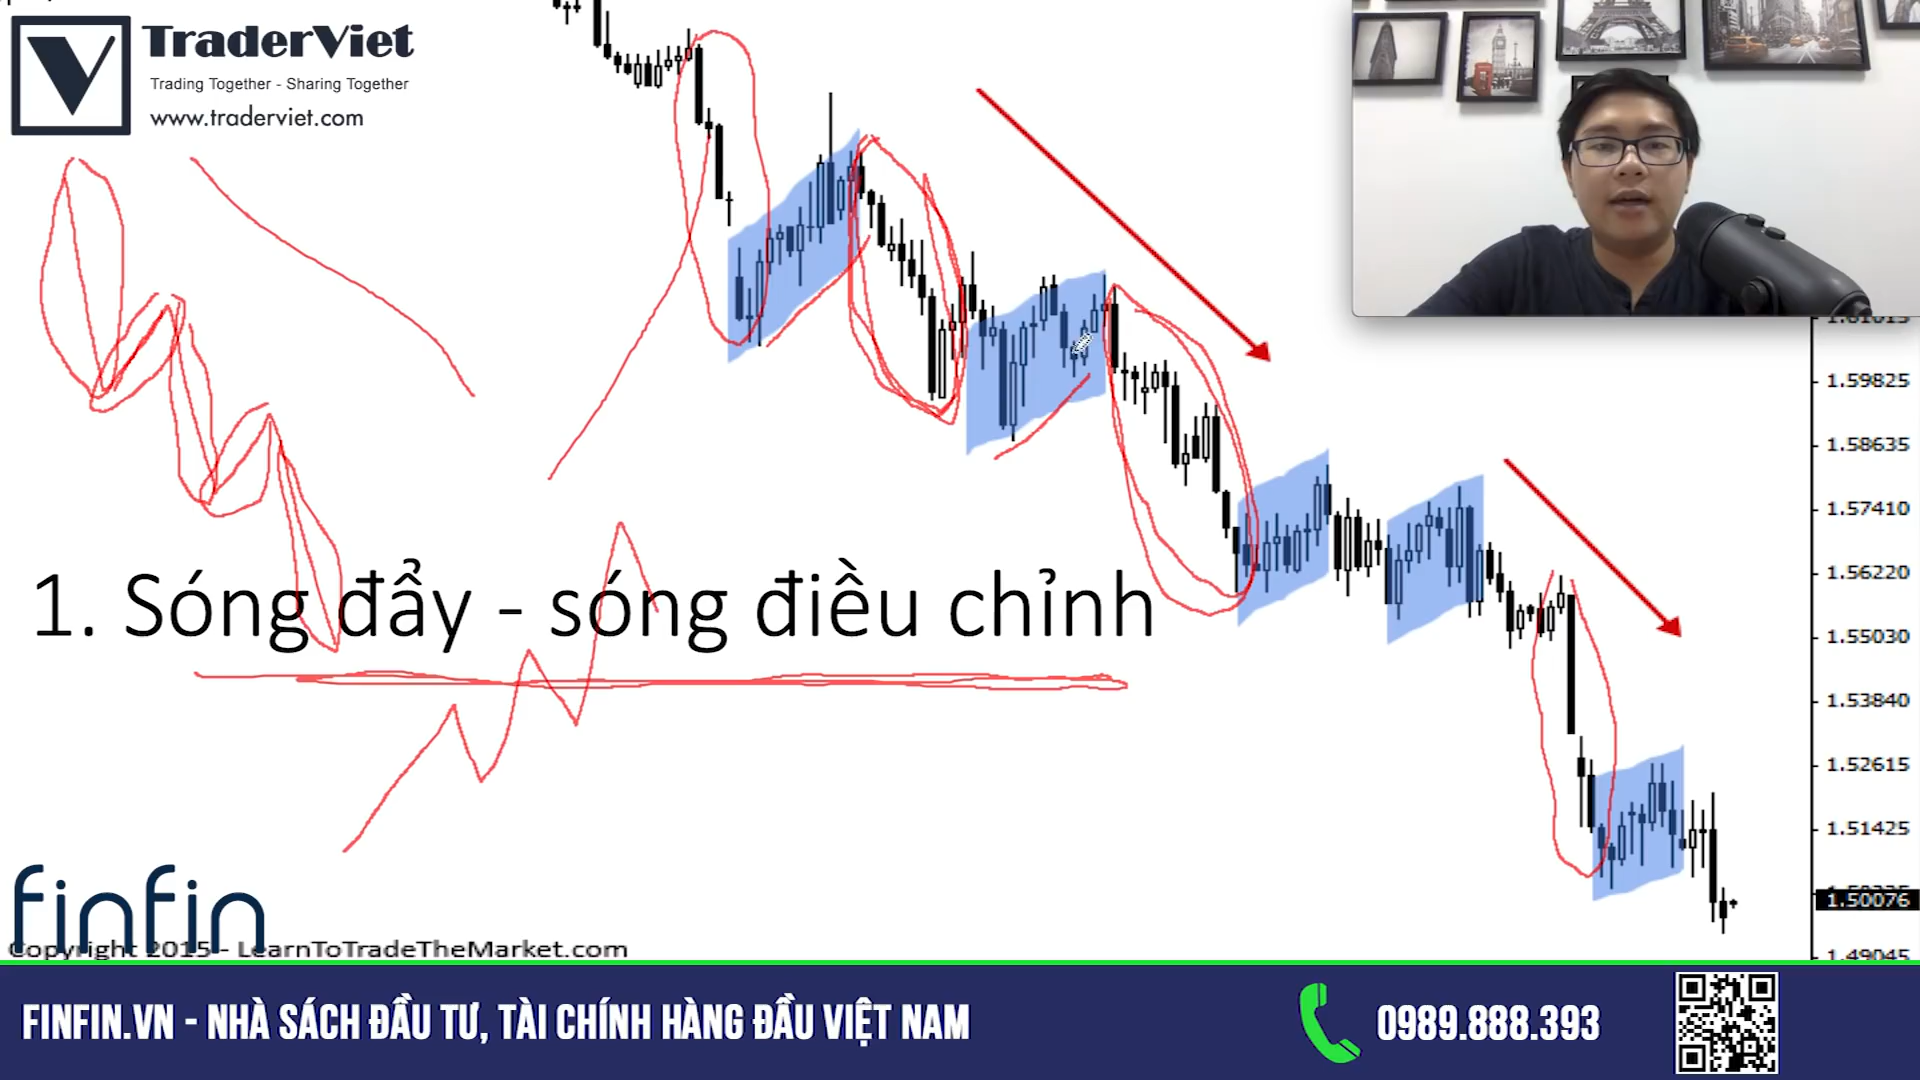 TraderViet
Trading Together - Sharing Together
www.traderviet.com
1.59825
1.58635
1.57410
1.56220
1.55030
1.53840
1.52615
1.51425
1.50076
1.49045
1. Sóng đẩy - sóng điều chỉnh
finfin
Copyright 2015 - LearnToTradeTheMarket.com
FINFIN.VN - NHÀ SÁCH ĐẦU TƯ, TÀI CHÍNH HÀNG ĐẦU VIỆT NAM
0989.888.393